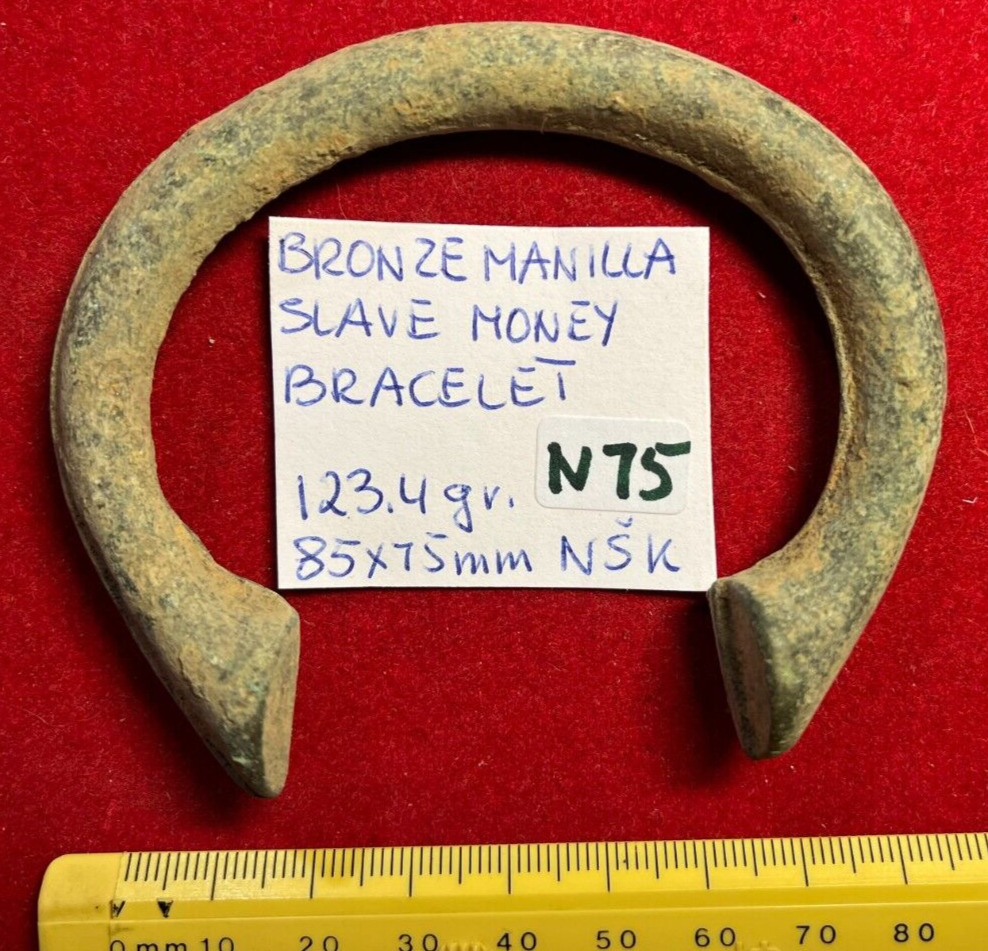 BRONZE MANILLA
SLAVE MONEY
BRACELET
N75
123.4 gr.
85x75mm NŠK
0 mm 10 20 30 40 50 60 70 80